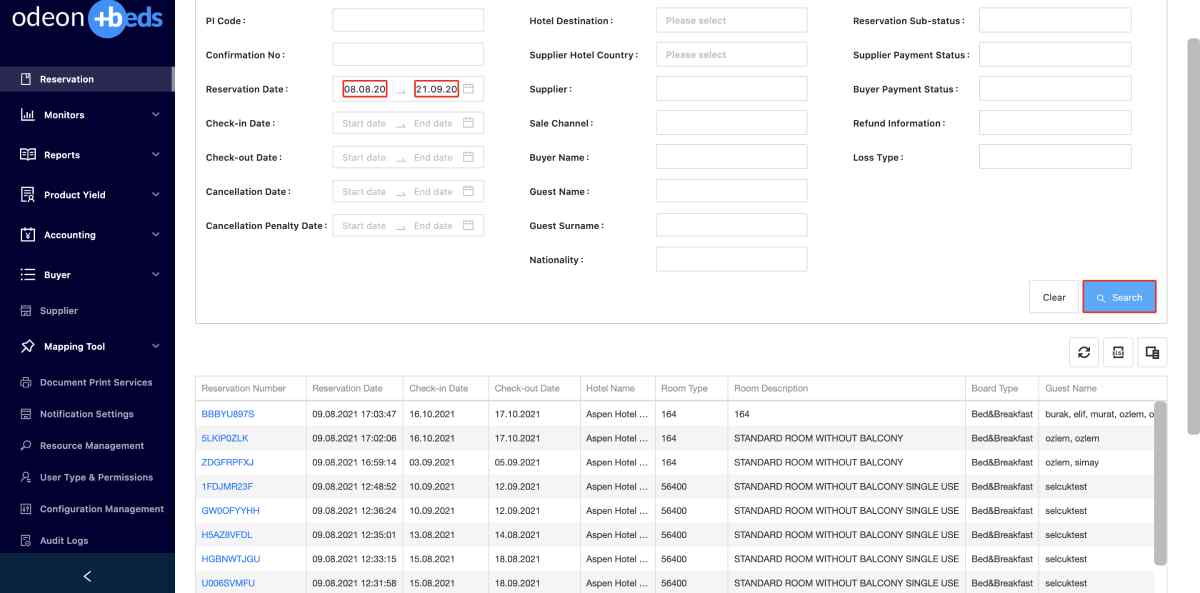 odeon +beds
Reservation
Monitors
Reports
Product Yield
Accounting
Buyer
Supplier
Mapping Tool
Document Print Services
Notification Settings
Resource Management
User Type & Permissions
Configuration Management
Audit Logs
PI Code :
Confirmation No :
Reservation Date : 08.08.20 → 21.09.20
Check-in Date : Start date → End date
Check-out Date : Start date → End date
Cancellation Date : Start date → End date
Cancellation Penalty Date : Start date → End date
Hotel Destination : Please select
Supplier Hotel Country : Please select
Supplier :
Sale Channel :
Buyer Name :
Guest Name :
Guest Surname :
Nationality :
Reservation Sub-status :
Supplier Payment Status :
Buyer Payment Status :
Refund Information :
Loss Type :
Clear Search
Reservation Number Reservation Date Check-in Date Check-out Date Hotel Name Room Type Room Description Board Type Guest Name
BBBYU897S 09.08.2021 17:03:47 16.10.2021 17.10.2021 Aspen Hotel ... 164 164 Bed&Breakfast burak, elif, murat, ozlem, o
5LKIP0ZLK 09.08.2021 17:02:06 16.10.2021 17.10.2021 Aspen Hotel ... 164 STANDARD ROOM WITHOUT BALCONY Bed&Breakfast ozlem, ozlem
ZDGFRPFXJ 09.08.2021 16:59:14 03.09.2021 05.09.2021 Aspen Hotel ... 164 STANDARD ROOM WITHOUT BALCONY Bed&Breakfast ozlem, simay
1FDJMR23F 09.08.2021 12:48:52 10.09.2021 12.09.2021 Aspen Hotel ... 56400 STANDARD ROOM WITHOUT BALCONY SINGLE USE Bed&Breakfast selcuktest
GW0OFYYHH 09.08.2021 12:36:24 10.09.2021 12.09.2021 Aspen Hotel ... 56400 STANDARD ROOM WITHOUT BALCONY SINGLE USE Bed&Breakfast selcuktest
H5AZ8VFDL 09.08.2021 12:35:01 13.08.2021 14.08.2021 Aspen Hotel ... 56400 STANDARD ROOM WITHOUT BALCONY SINGLE USE Bed&Breakfast selcuktest
HGBNWTJGU 09.08.2021 12:33:15 15.08.2021 18.08.2021 Aspen Hotel ... 56400 STANDARD ROOM WITHOUT BALCONY SINGLE USE Bed&Breakfast selcuktest
U006SVMFU 09.08.2021 12:31:58 15.08.2021 18.09.2021 Aspen Hotel ... 56400 STANDARD ROOM WITHOUT BALCONY SINGLE USE Bed&Breakfast selcuktest